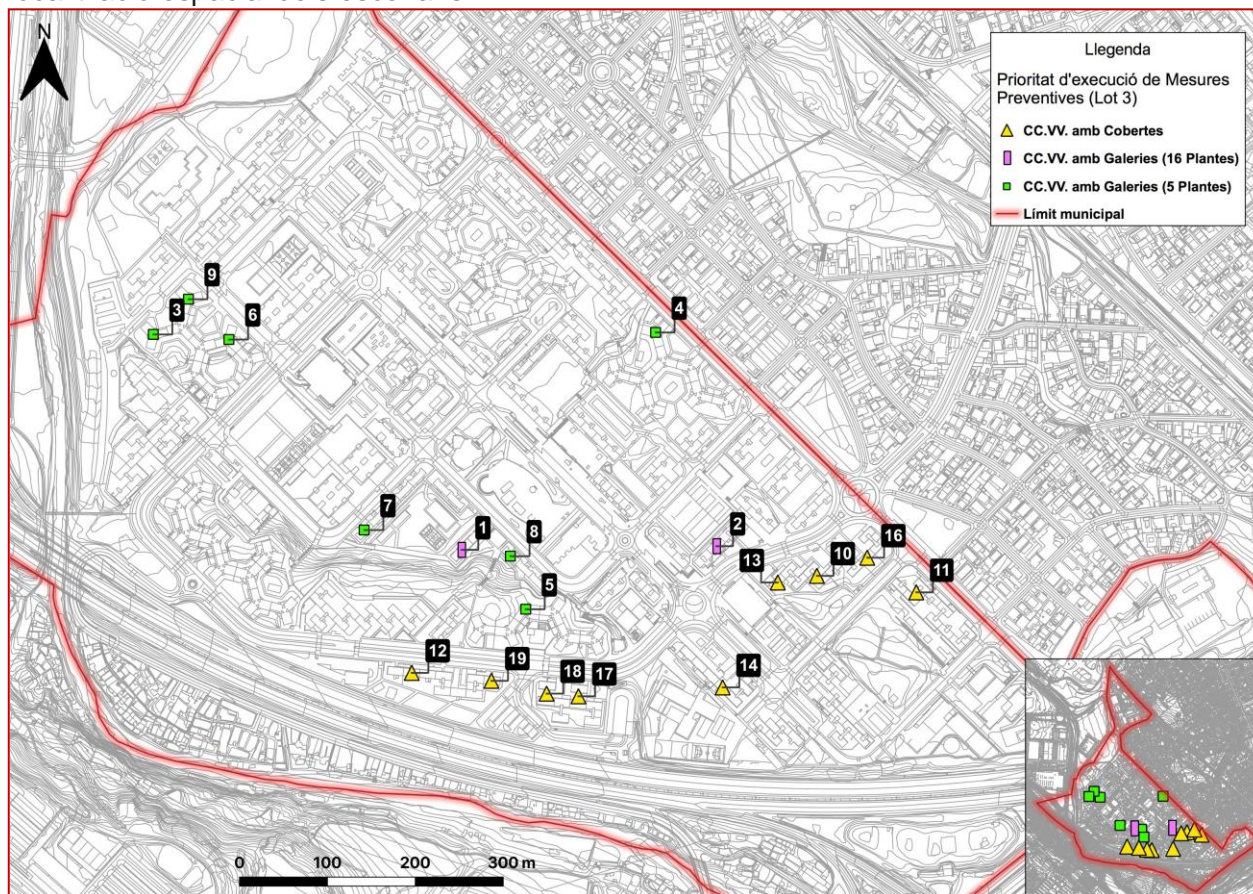 N
Llegenda
Prioritat d'execució de Mesures
Preventives (Lot 3)
CC.VV. amb Cobertes
CC.VV. amb Galeries (16 Plantes)
CC.VV. amb Galeries (5 Plantes)
Límit municipal
9
3
6
4
7
1
8
2
16
13
10
11
5
12
19
18
17
14
0 100 200 300 m